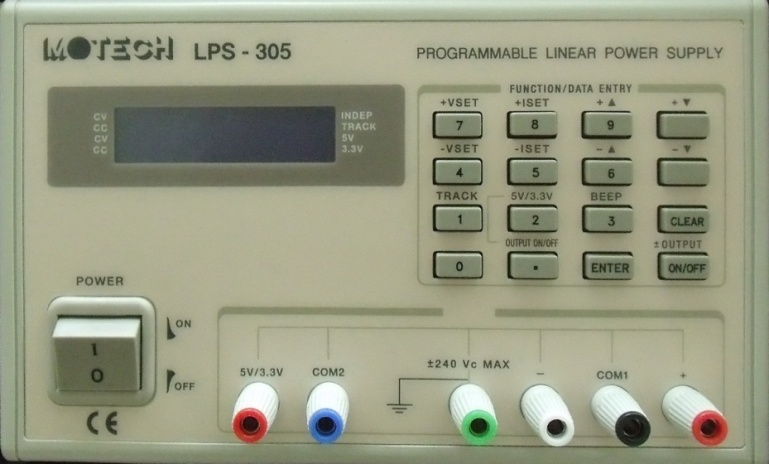 MOTECH LPS - 305
PROGRAMMABLE LINEAR POWER SUPPLY
CV
CC
CV
CC
INDEP
TRACK
5V
3.3V
FUNCTION/DATA ENTRY
+VSET +ISET +▲ +▼
7 8 9
-VSET -ISET -▲ -▼
4 5 6
TRACK 5V/3.3V BEEP
1 2 3 CLEAR
OUTPUT ON/OFF ±OUTPUT
0 . ENTER ON/OFF
POWER
I
O
ON
OFF
CE
5V/3.3V COM2 ±240 Vc MAX - COM1 +